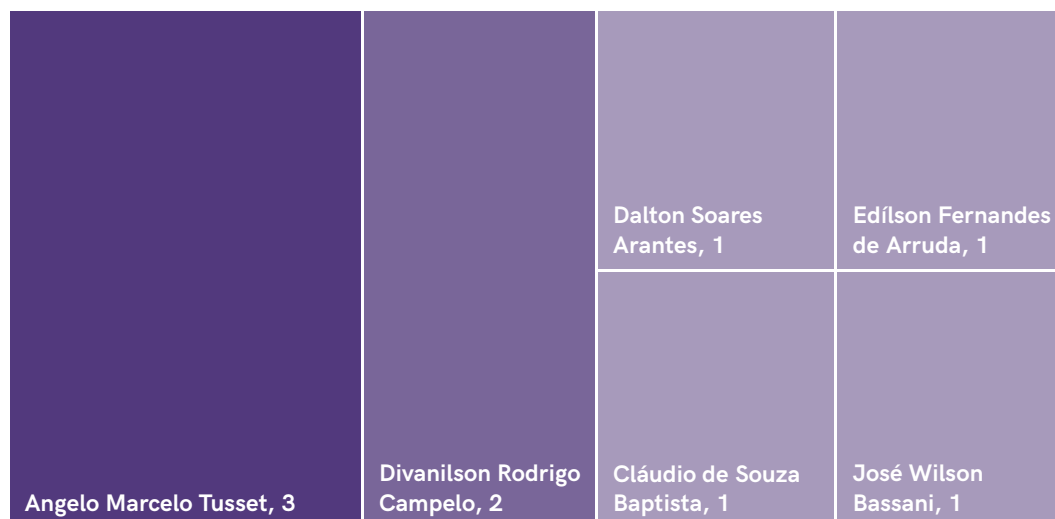 Angelo Marcelo Tusset, 3
Divanilson Rodrigo
Campelo, 2
Dalton Soares
Arantes, 1
Edílson Fernandes
de Arruda, 1
Cláudio de Souza
Baptista, 1
José Wilson
Bassani, 1